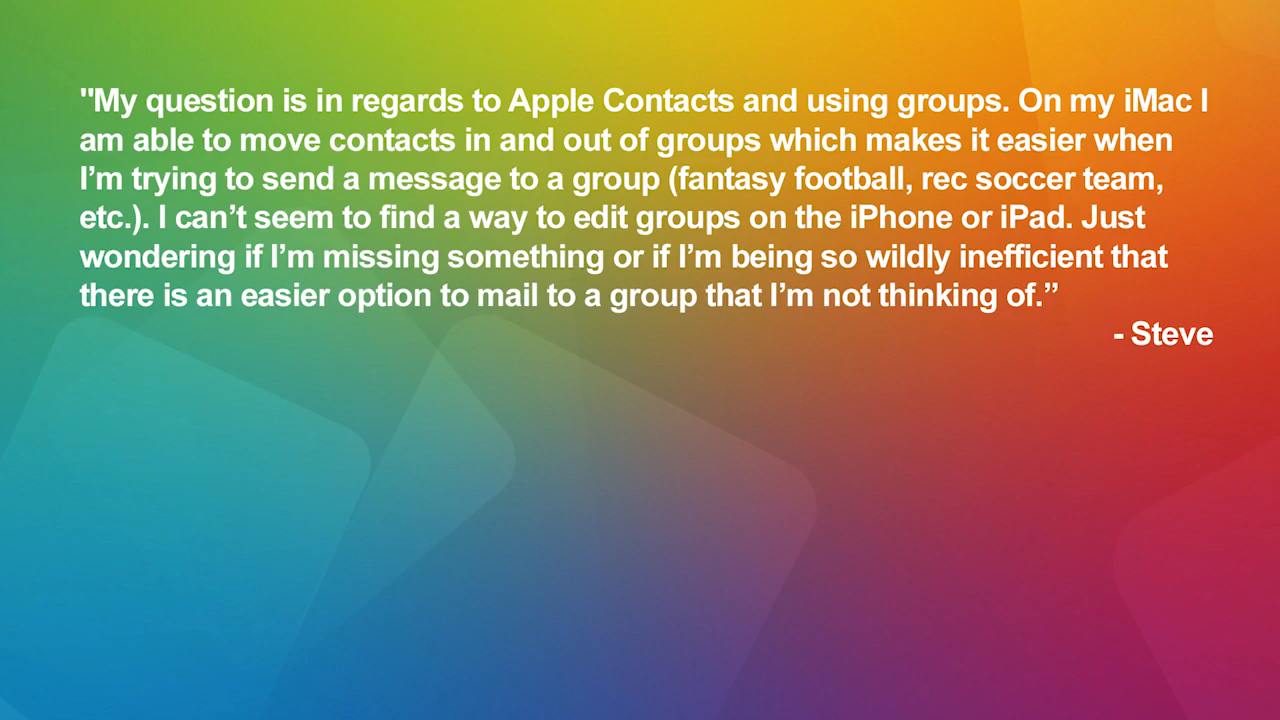 "My question is in regards to Apple Contacts and using groups. On my iMac I
am able to move contacts in and out of groups which makes it easier when
I’m trying to send a message to a group (fantasy football, rec soccer team,
etc.). I can’t seem to find a way to edit groups on the iPhone or iPad. Just
wondering if I’m missing something or if I’m being so wildly inefficient that
there is an easier option to mail to a group that I’m not thinking of.”
- Steve